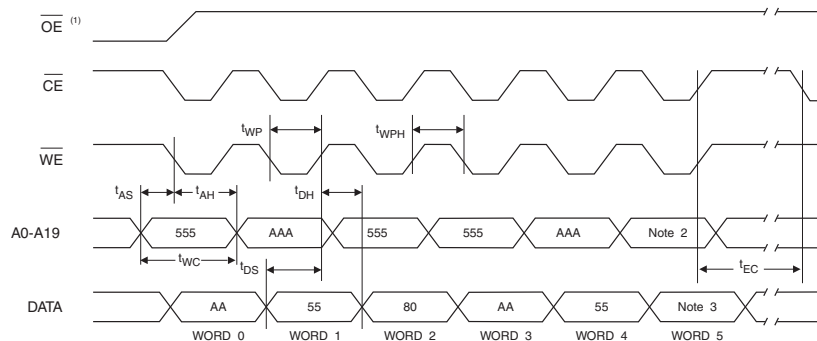 OE (1)
CE
tWP
tWPH
WE
tAS
tAH
tDH
A0-A19
555
AAA
555
555
AAA
Note 2
tWC
tDS
tEC
DATA
AA
55
80
AA
55
Note 3
WORD 0
WORD 1
WORD 2
WORD 3
WORD 4
WORD 5